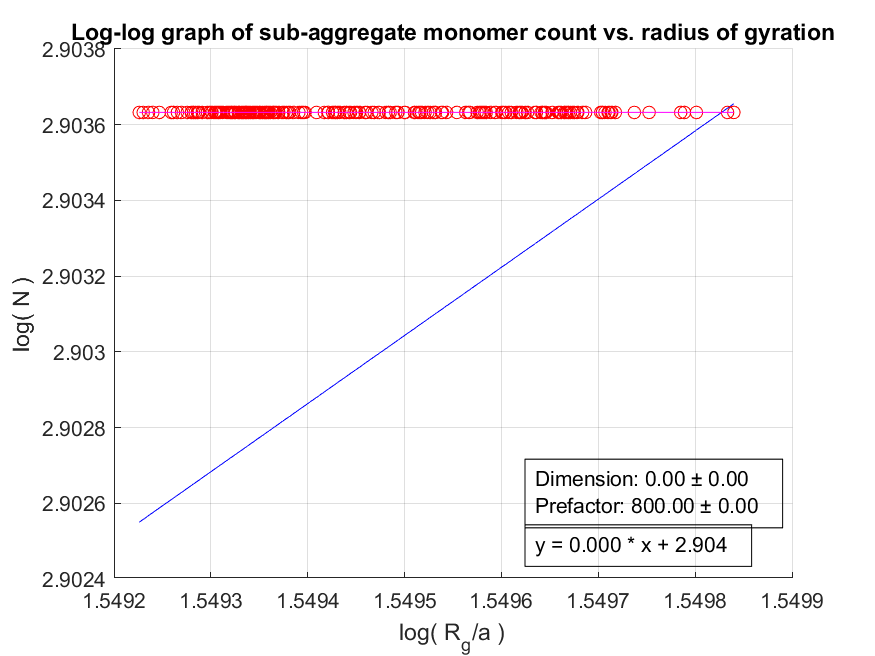 Log-log graph of sub-aggregate monomer count vs. radius of gyration
2.9038
2.9036
2.9034
2.9032
2.903
2.9028
2.9026
2.9024
log( N )
Dimension: 0.00 ± 0.00
Prefactor: 800.00 ± 0.00
y = 0.000 * x + 2.904
1.5492 1.5493 1.5494 1.5495 1.5496 1.5497 1.5498 1.5499
log( R_g/a )